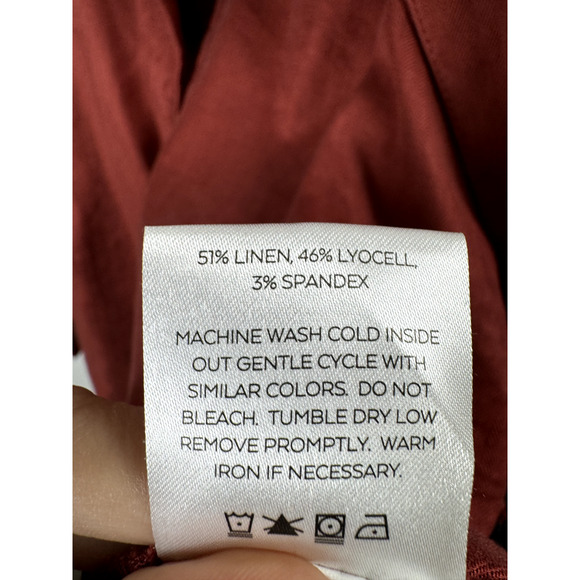 51% LINEN, 46% LYOCELL,
3% SPANDEX
MACHINE WASH COLD INSIDE
OUT GENTLE CYCLE WITH
SIMILAR COLORS. DO NOT
BLEACH. TUMBLE DRY LOW
REMOVE PROMPTLY. WARM
IRON IF NECESSARY.